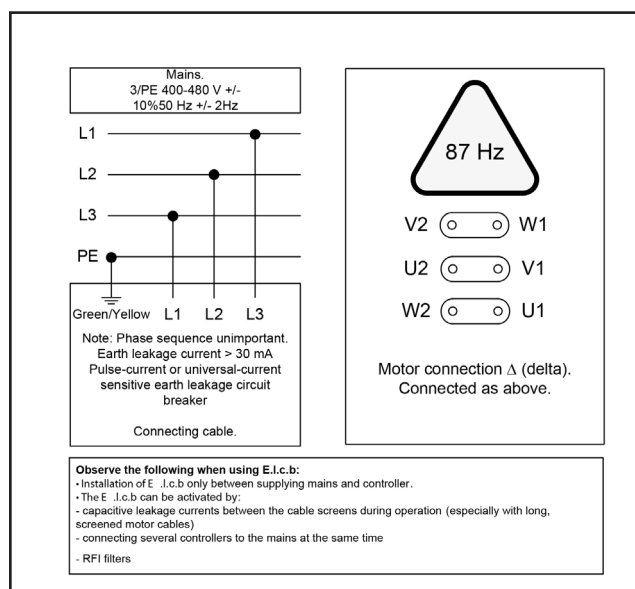 Mains.
3/PE 400-480 V +/-
10%50 Hz +/- 2Hz
L1
L2
L3
PE
Green/Yellow L1 L2 L3
Note: Phase sequence unimportant.
Earth leakage current > 30 mA
Pulse-current or universal-current
sensitive earth leakage circuit
breaker
Connecting cable.
87 Hz
V2 W1
U2 V1
W2 U1
Motor connection Δ (delta).
Connected as above.
Observe the following when using E.l.c.b:
• Installation of E .l.c.b only between supplying mains and controller.
• The E .l.c.b can be activated by:
- capacitive leakage currents between the cable screens during operation (especially with long,
screened motor cables)
- connecting several controllers to the mains at the same time
- RFI filters